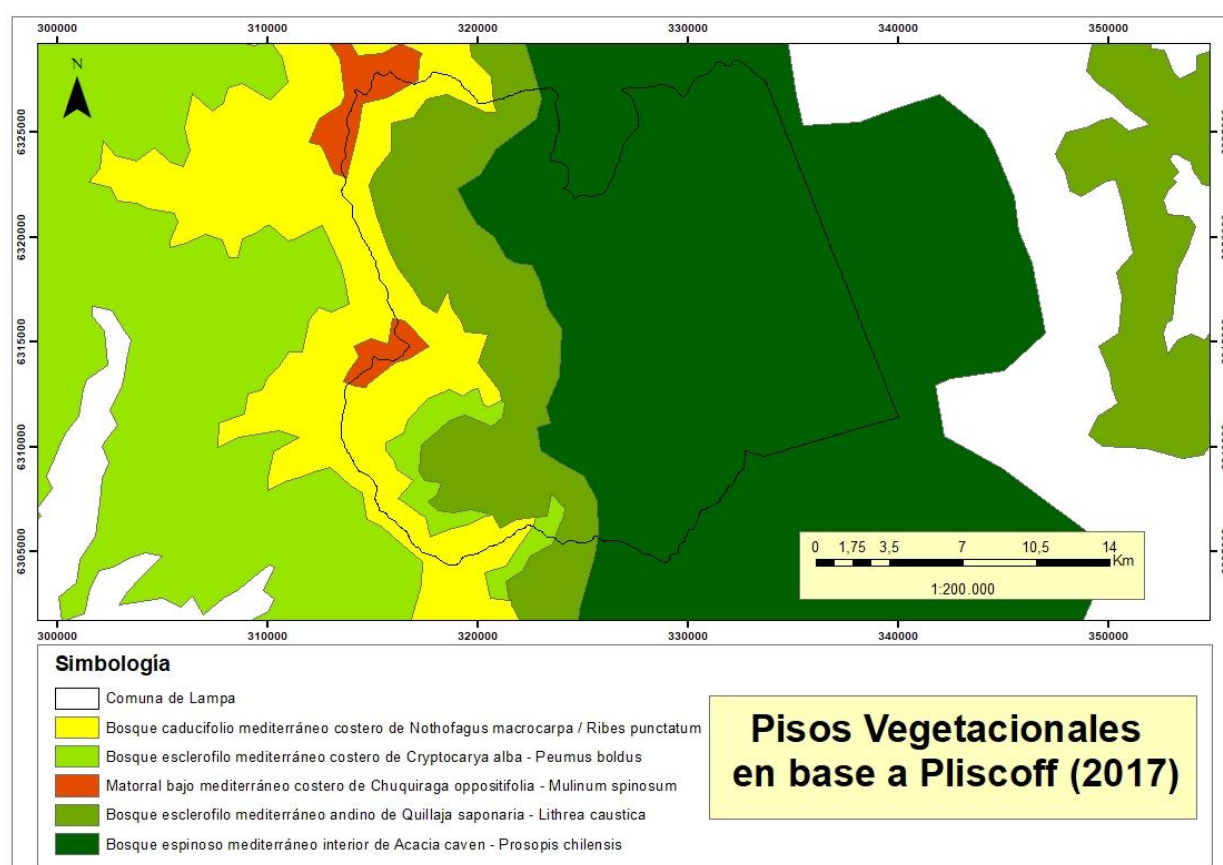 300000 310000 320000 330000 340000 350000
N
6325000
6320000
6315000
6310000
6305000
0 1,75 3,5 7 10,5 14
Km
1:200.000
300000 310000 320000 330000 340000 350000
Simbología
Comuna de Lampa
Bosque caducifolio mediterráneo costero de Nothofagus macrocarpa / Ribes punctatum
Bosque esclerofilo mediterráneo costero de Cryptocarya alba - Peumus boldus
Matorral bajo mediterráneo costero de Chuquiraga oppositifolia - Mulinum spinosum
Bosque esclerofilo mediterráneo andino de Quillaja saponaria - Lithrea caustica
Bosque espinoso mediterráneo interior de Acacia caven - Prosopis chilensis
Pisos Vegetacionales
en base a Pliscoff (2017)